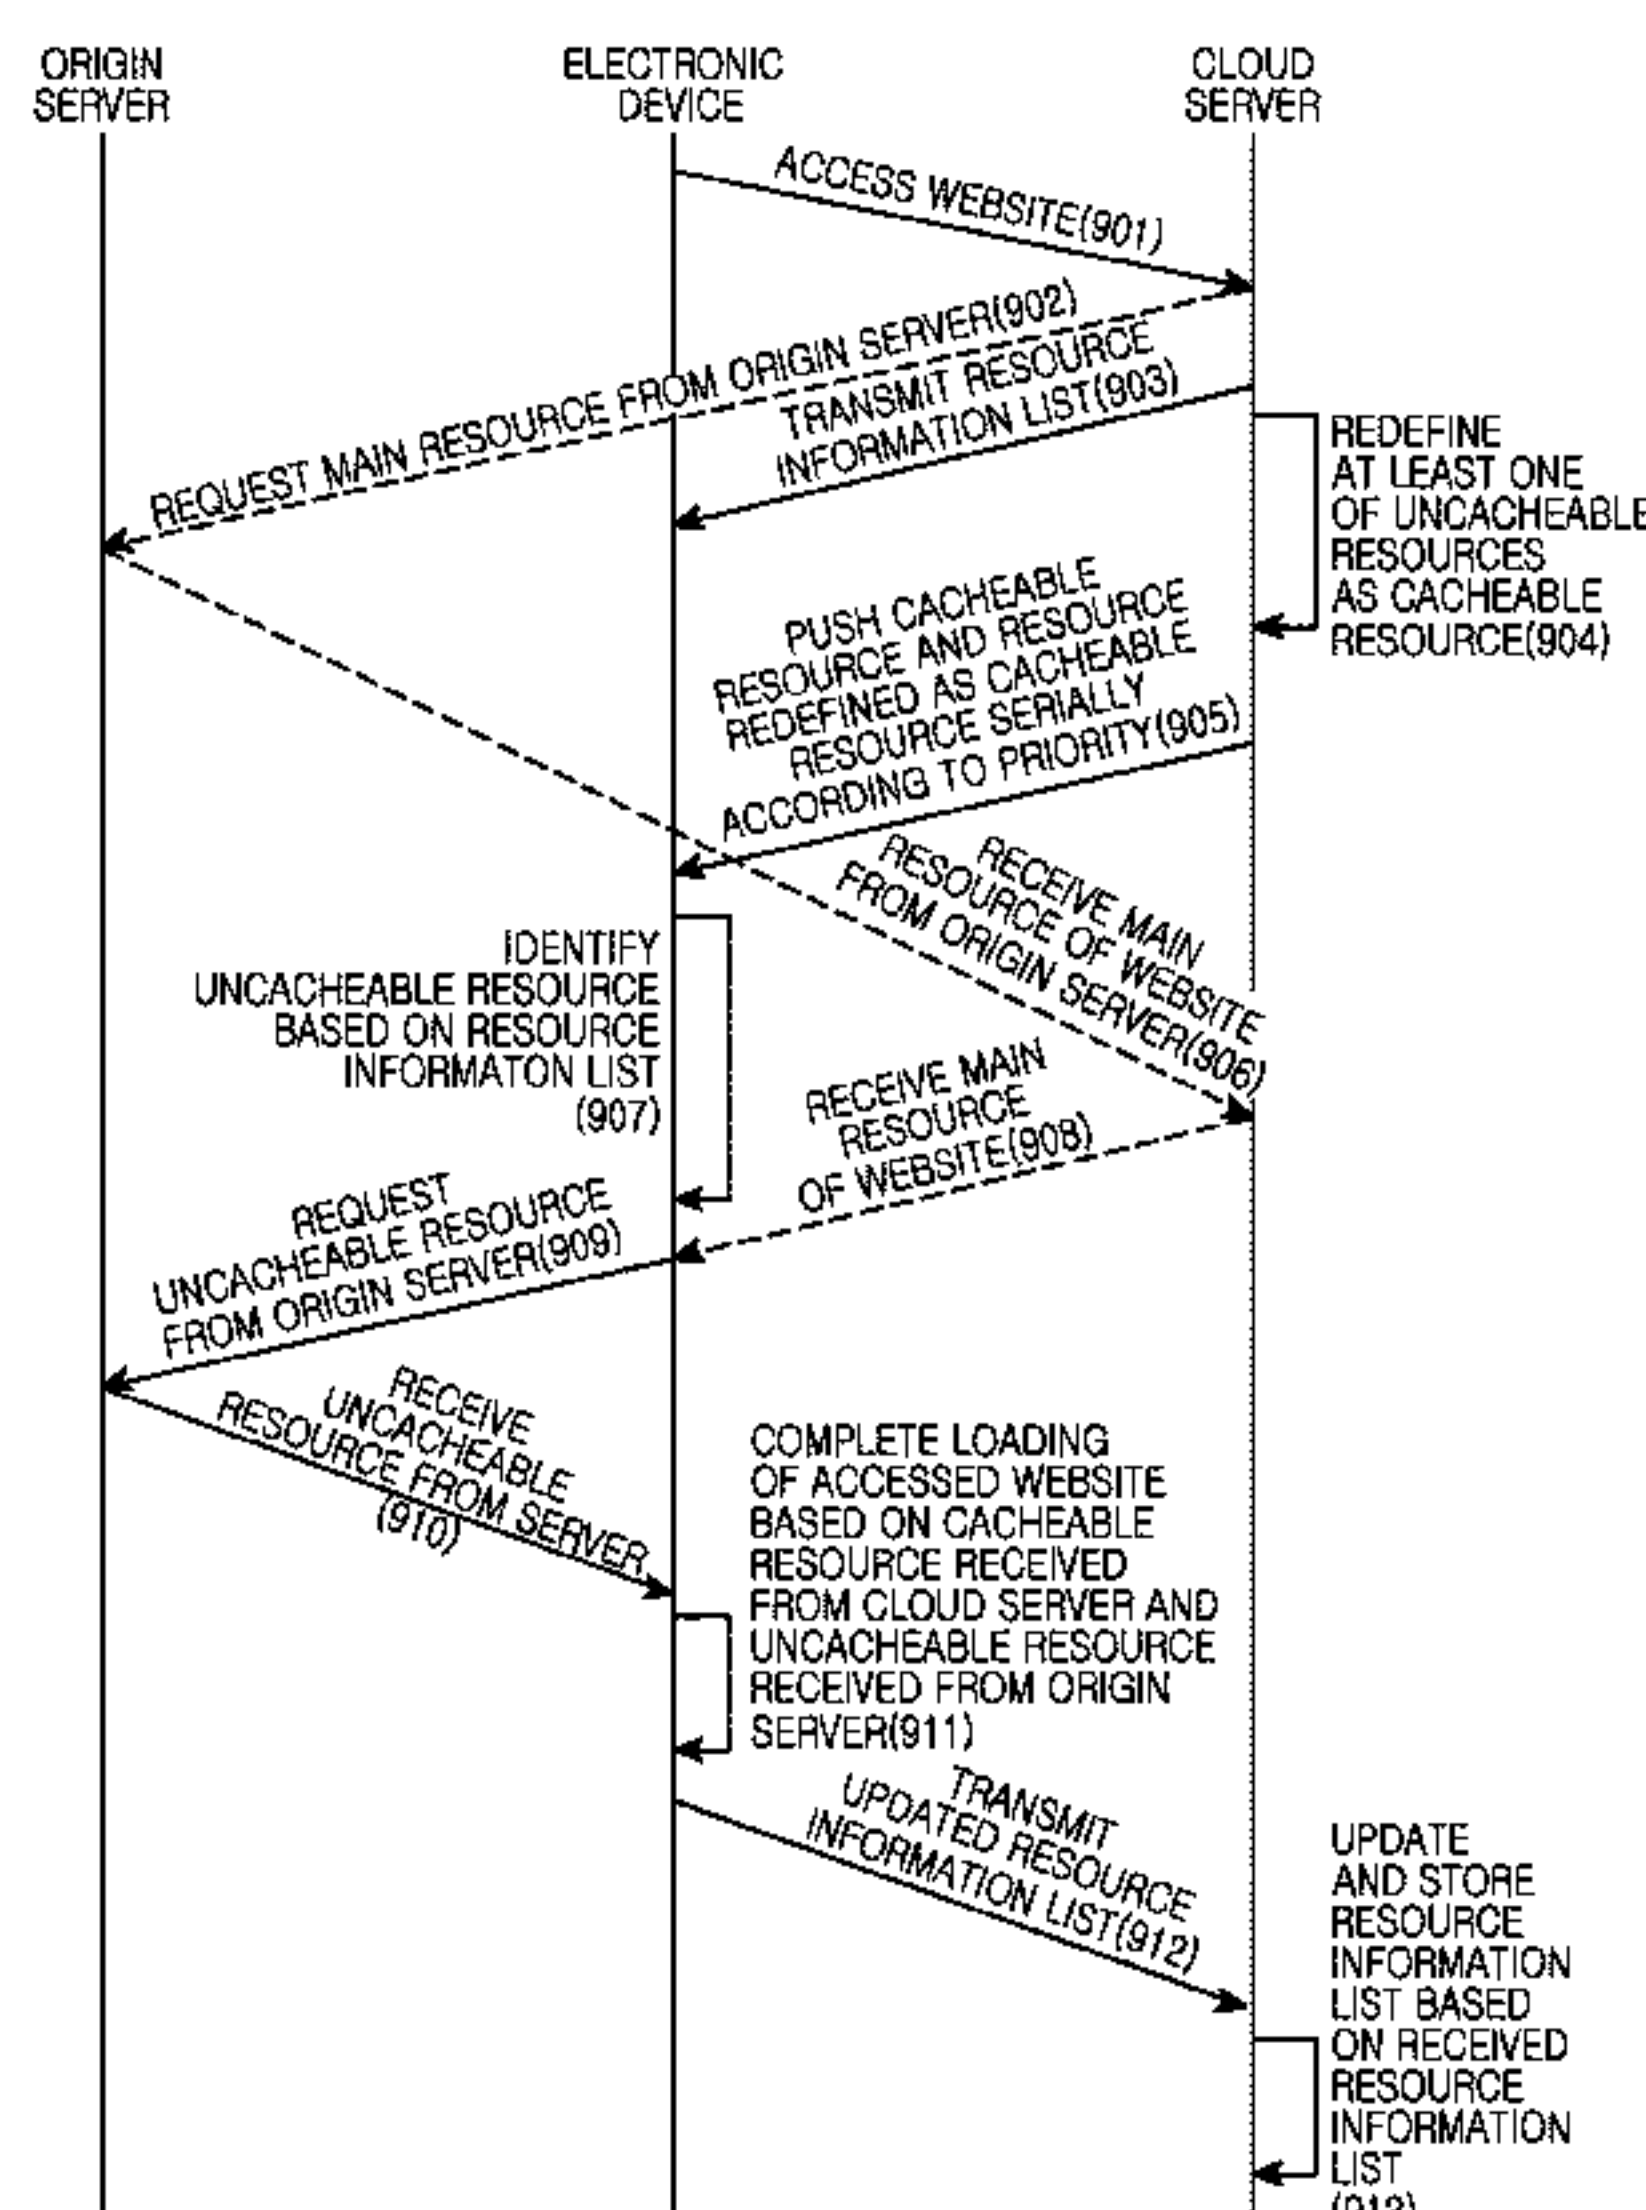 ORIGIN
SERVER
ELECTRONIC
DEVICE
CLOUD
SERVER
ACCESS WEBSITE(901)
REQUEST MAIN RESOURCE FROM ORIGIN SERVER(902)
TRANSMIT RESOURCE
INFORMATION LIST(903)
REDEFINE
AT LEAST ONE
OF UNCACHEABLE
RESOURCES
AS CACHEABLE
RESOURCE(904)
PUSH CACHEABLE
RESOURCE AND RESOURCE
REDEFINED AS CACHEABLE
RESOURCE SERIALLY
ACCORDING TO PRIORITY(905)
RECEIVE MAIN
RESOURCE OF WEBSITE
FROM ORIGIN SERVER(906)
IDENTIFY
UNCACHEABLE RESOURCE
BASED ON RESOURCE
INFORMATON LIST
(907)
RECEIVE MAIN
RESOURCE
OF WEBSITE(908)
REQUEST
UNCACHEABLE RESOURCE
FROM ORIGIN SERVER(909)
RECEIVE
UNCACHEABLE
RESOURCE FROM SERVER
(910)
COMPLETE LOADING
OF ACCESSED WEBSITE
BASED ON CACHEABLE
RESOURCE RECEIVED
FROM CLOUD SERVER AND
UNCACHEABLE RESOURCE
RECEIVED FROM ORIGIN
SERVER(911)
TRANSMIT
UPDATED RESOURCE
INFORMATION LIST(912)
UPDATE
AND STORE
RESOURCE
INFORMATION
LIST BASED
ON RECEIVED
RESOURCE
INFORMATION
LIST
(913)